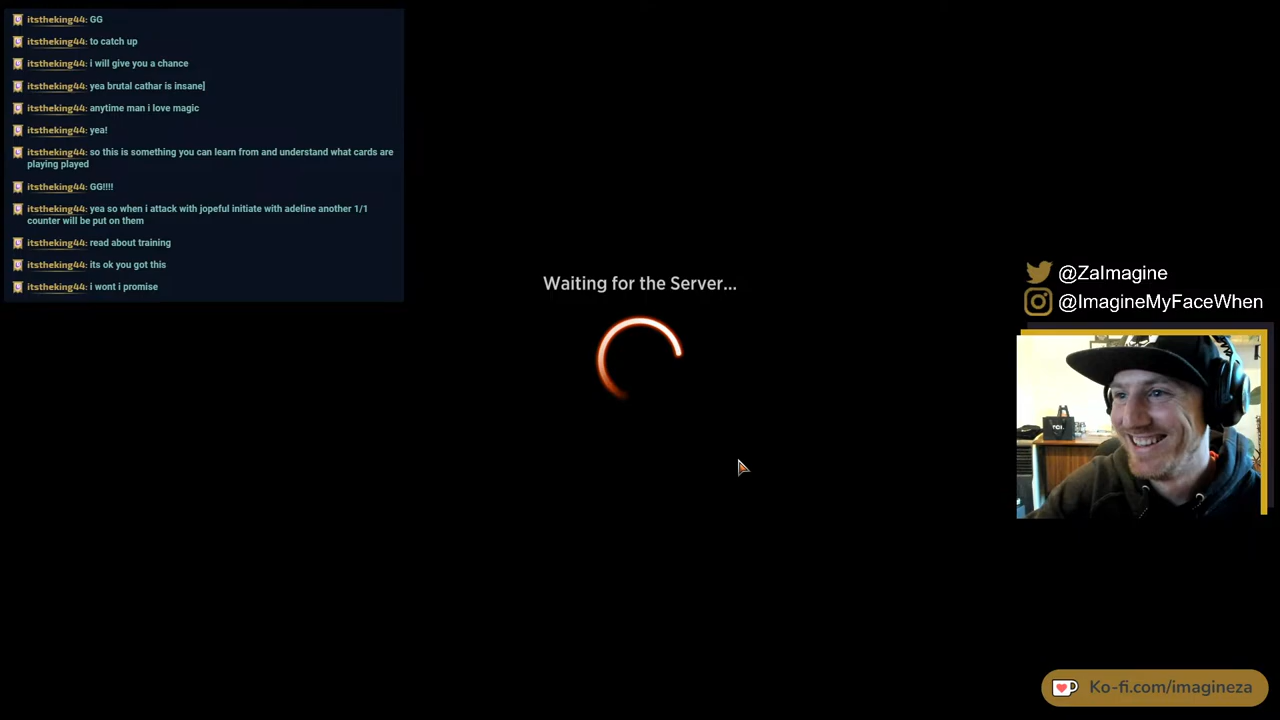 itstheking44: GG
itstheking44: to catch up
itstheking44: i will give you a chance
itstheking44: yea brutal cathar is insane]
itstheking44: anytime man i love magic
itstheking44: yea!
itstheking44: so this is something you can learn from and understand what cards are
playing played
itstheking44: GG!!!!
itstheking44: yea so when i attack with jopeful initiate with adeline another 1/1
counter will be put on them
itstheking44: read about training
itstheking44: its ok you got this
itstheking44: i wont i promise
Waiting for the Server...
@ZaImagine
@ImagineMyFaceWhen
Ko-fi.com/imagineza